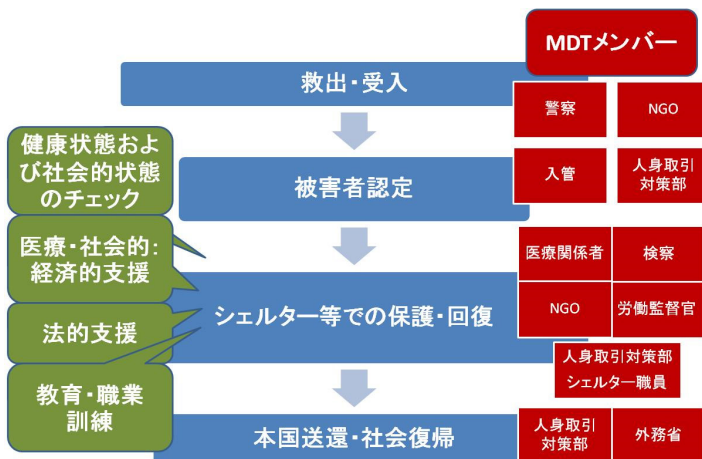 MDTメンバー
救出・受入
警察
NGO
健康状態およ
び社会的状態
のチェック
被害者認定
入管
人身取引
対策部
医療・社会的:
経済的支援
医療関係者
検察
シェルター等での保護・回復
NGO
労働監督官
法的支援
人身取引対策部
シェルター職員
教育・職業
訓練
本国送還・社会復帰
人身取引
対策部
外務省